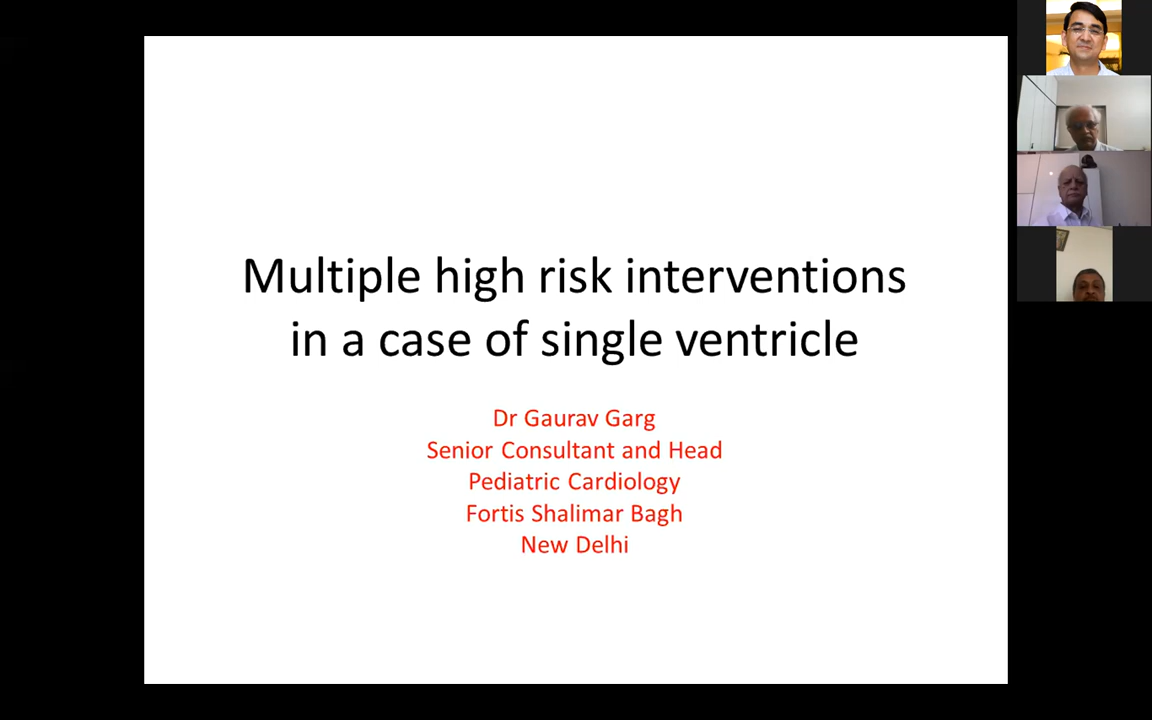 Multiple high risk interventions
in a case of single ventricle
Dr Gaurav Garg
Senior Consultant and Head
Pediatric Cardiology
Fortis Shalimar Bagh
New Delhi